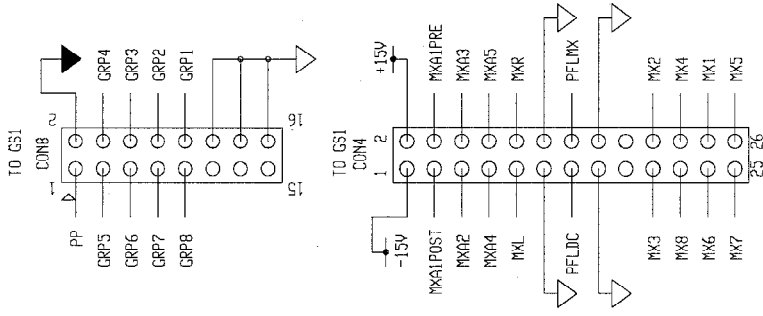 TO GS1
CON8
1
2
PP
GRP5
GRP4
GRP6
GRP3
GRP7
GRP2
GRP8
GRP1
15
16
TO GS1
CON4
-15V
+15V
1
2
MXA1POST
MXA1PRE
MXA2
MXA3
MXA4
MXA5
MXL
MXR
PFLDC
PFLMX
MX3
MX2
MX8
MX4
MX6
MX1
MX7
MX5
25
26